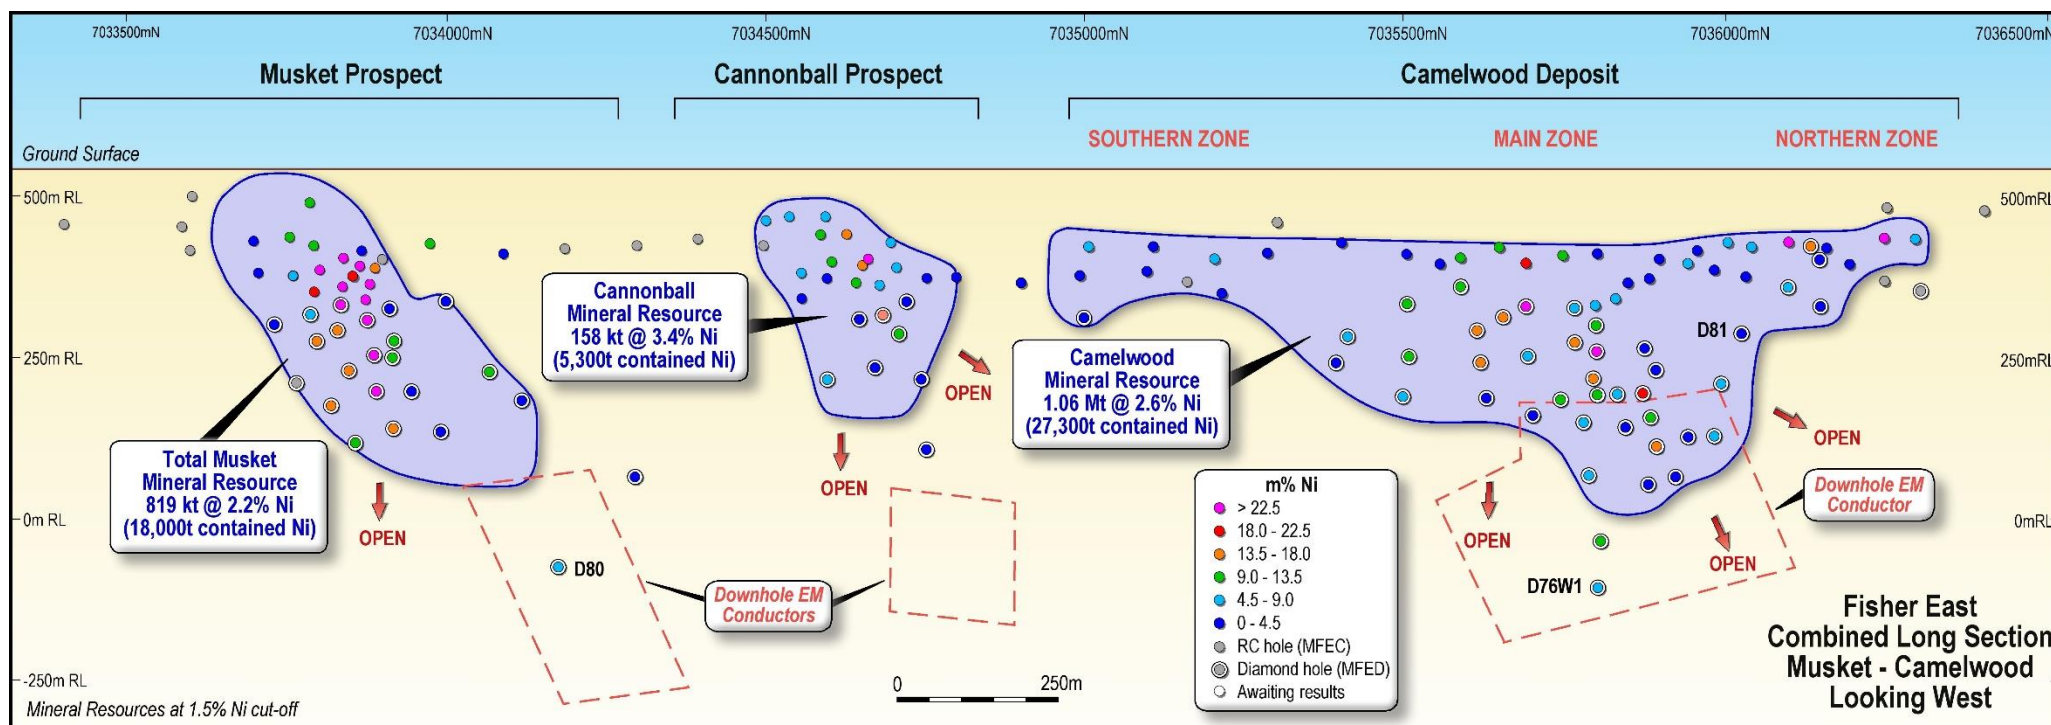 7033500mN 7034000mN 7034500mN 7035000mN 7035500mN 7036000mN 7036500mN
Musket Prospect
Cannonball Prospect
Camelwood Deposit
SOUTHERN ZONE MAIN ZONE NORTHERN ZONE
Ground Surface
500m RL
500mRL
250m RL
250mRL
0m RL
0mRL
-250m RL
Total Musket
Mineral Resource
819 kt @ 2.2% Ni
(18,000t contained Ni)
OPEN
D80
Downhole EM
Conductors
Cannonball
Mineral Resource
158 kt @ 3.4% Ni
(5,300t contained Ni)
OPEN
OPEN
Camelwood
Mineral Resource
1.06 Mt @ 2.6% Ni
(27,300t contained Ni)
D81
OPEN
OPEN
OPEN
D76W1
Downhole EM
Conductor
m% Ni
> 22.5
18.0 - 22.5
13.5 - 18.0
9.0 - 13.5
4.5 - 9.0
0 - 4.5
RC hole (MFEC)
Diamond hole (MFED)
Awaiting results
0 250m
Fisher East
Combined Long Section
Musket - Camelwood
Looking West
Mineral Resources at 1.5% Ni cut-off